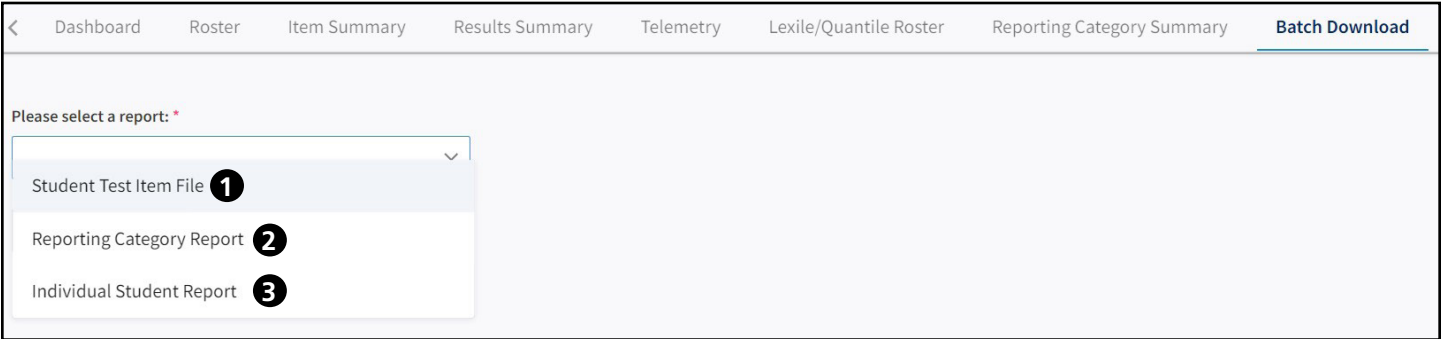 Dashboard Roster Item Summary Results Summary Telemetry Lexile/Quantile Roster Reporting Category Summary Batch Download
Please select a report: *
Student Test Item File 1
Reporting Category Report 2
Individual Student Report 3